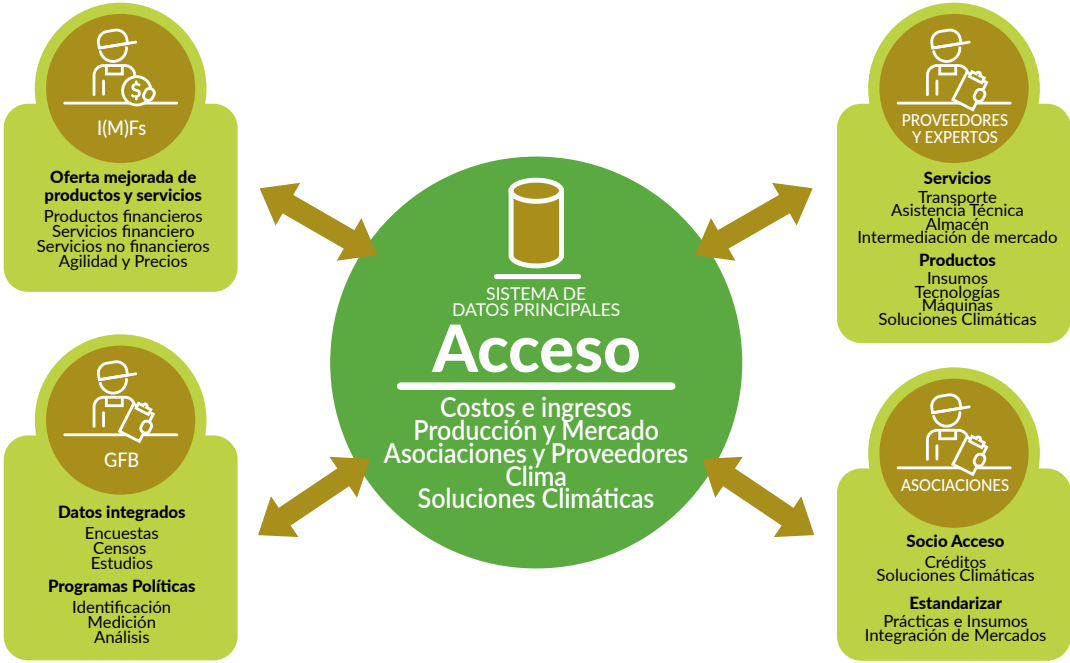 $
I(M)Fs
Oferta mejorada de
productos y servicios
Productos financieros
Servicios financiero
Servicios no financieros
Agilidad y Precios
PROVEEDORES
Y EXPERTOS
Servicios
Transporte
Asistencia Técnica
Almacén
Intermediación de mercado
Productos
Insumos
Tecnologías
Máquinas
Soluciones Climáticas
SISTEMA DE
DATOS PRINCIPALES
Acceso
Costos e ingresos
Producción y Mercado
Asociaciones y Proveedores
Clima
Soluciones Climáticas
GFB
Datos integrados
Encuestas
Censos
Estudios
Programas Políticas
Identificación
Medición
Análisis
ASOCIACIONES
Socio Acceso
Créditos
Soluciones Climáticas
Estandarizar
Prácticas e Insumos
Integración de Mercados